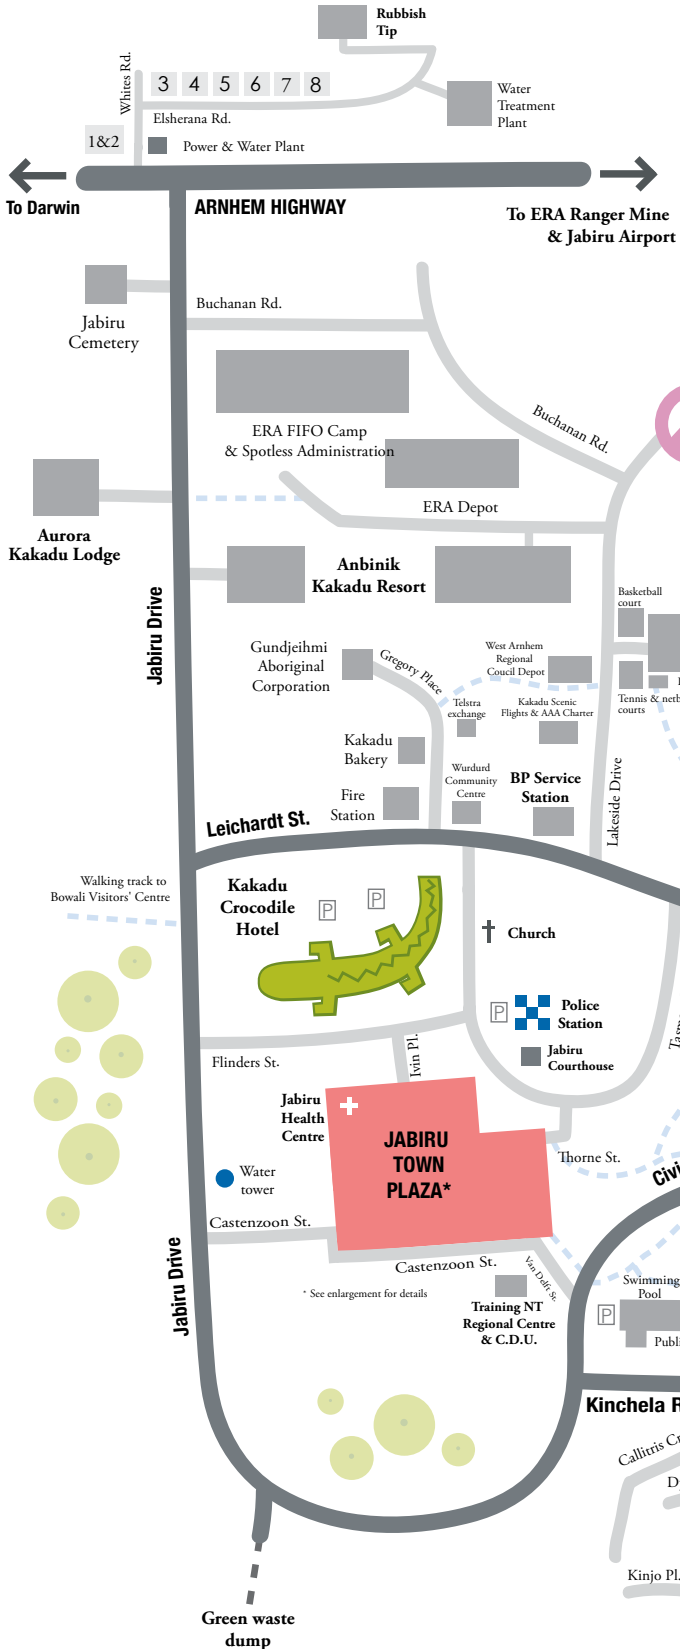 Rubbish
Tip
Whites Rd.
3 4 5 6 7 8
Water
Treatment
Plant
Elsherana Rd.
1&2
Power & Water Plant
To Darwin
ARNHEM HIGHWAY
To ERA Ranger Mine
& Jabiru Airport
Jabiru
Cemetery
Buchanan Rd.
ERA FIFO Camp
& Spotless Administration
Buchanan Rd.
ERA Depot
Aurora
Kakadu Lodge
Anbinik
Kakadu Resort
Jabiru Drive
Basketball
court
Gundjeihmi
Aboriginal
Corporation
Gregory Place
West Arnhem
Regional
Coucil Depot
Tennis & netb
courts
Telstra
exchange
Kakadu Scenic
Flights & AAA Charter
Kakadu
Bakery
Wurdurd
Community
Centre
BP Service
Station
Lakeside Drive
Fire
Station
Leichardt St.
Walking track to
Bowali Visitors' Centre
Kakadu
Crocodile
Hotel
P
P
Church
P
Police
Station
Flinders St.
Ivin Pl.
Jabiru
Courthouse
Jabiru
Health
Centre
JABIRU
TOWN
PLAZA*
Thorne St.
Water
tower
Civi
Castenzoon St.
Castenzoon St.
Van Delft St.
Jabiru Drive
* See enlargement for details
Training NT
Regional Centre
& C.D.U.
Swimming
Pool
P
Publi
Kinchela R
Callitris Cr
Kinjo Pl.
Green waste
dump